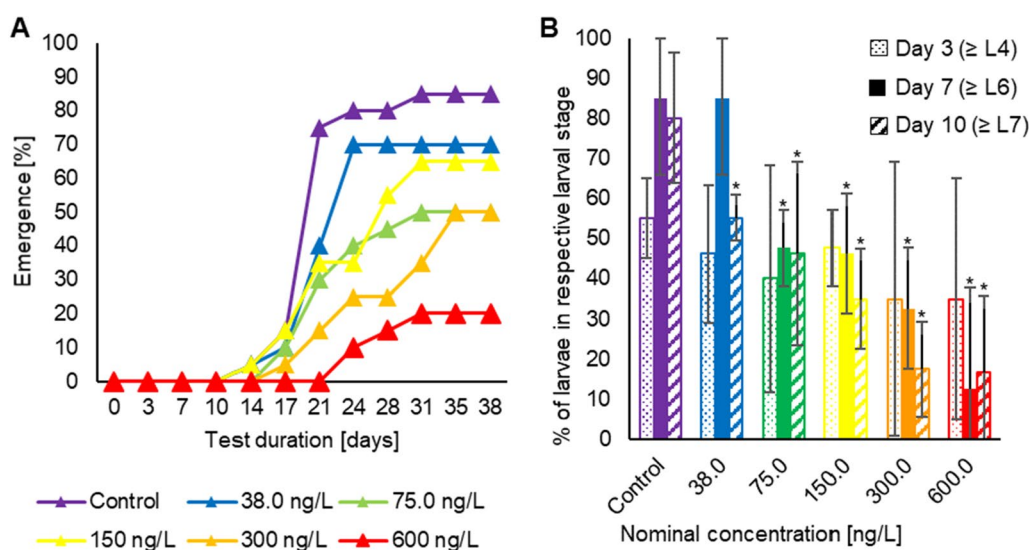 A
Emergence [%]
100
90
80
70
60
50
40
30
20
10
0
0 3 7 10 14 17 21 24 28 31 35 38
Test duration [days]
Control 38.0 ng/L 75.0 ng/L
150 ng/L 300 ng/L 600 ng/L
B
% of larvae in respective larval stage
100
90
80
70
60
50
40
30
20
10
0
Day 3 (≥ L4)
Day 7 (≥ L6)
Day 10 (≥ L7)
* * * * * * * * *
Control 38.0 75.0 150.0 300.0 600.0
Nominal concentration [ng/L]